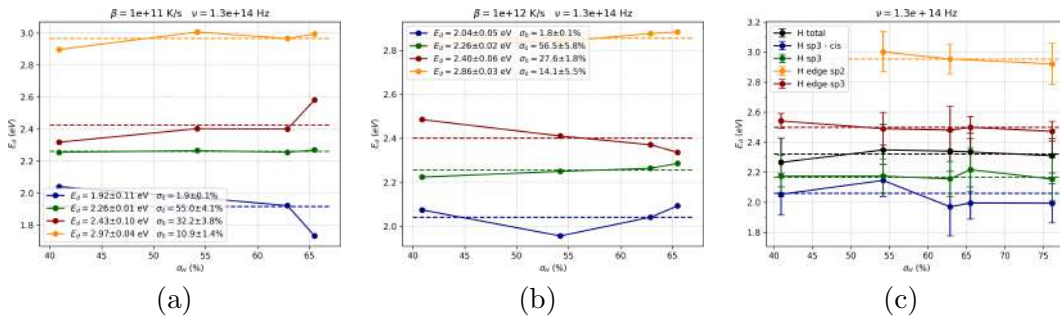 β = 1e+11 K/s ν = 1.3e+14 Hz
E_d (eV)
3.0
2.8
2.6
2.4
2.2
2.0
1.8
E_d = 1.92±0.11 eV σ_0 = 1.9±0.1%
E_d = 2.26±0.01 eV σ_0 = 55.0±4.1%
E_d = 2.43±0.10 eV σ_0 = 32.2±3.8%
E_d = 2.97±0.04 eV σ_0 = 10.9±1.4%
40 45 50 55 60 65
σ_H (%)
(a)
β = 1e+12 K/s ν = 1.3e+14 Hz
E_d (eV)
2.8
2.6
2.4
2.2
2.0
E_d = 2.04±0.05 eV σ_0 = 1.8±0.1%
E_d = 2.26±0.02 eV σ_0 = 56.5±5.8%
E_d = 2.40±0.06 eV σ_0 = 27.6±1.8%
E_d = 2.86±0.03 eV σ_0 = 14.1±5.5%
40 45 50 55 60 65
σ_H (%)
(b)
ν = 1.3e + 14 Hz
E_d (eV)
3.2
3.0
2.8
2.6
2.4
2.2
2.0
1.8
H total
H sp3 - cis
H sp3
H edge sp2
H edge sp3
40 45 50 55 60 65 70 75
σ_H (%)
(c)